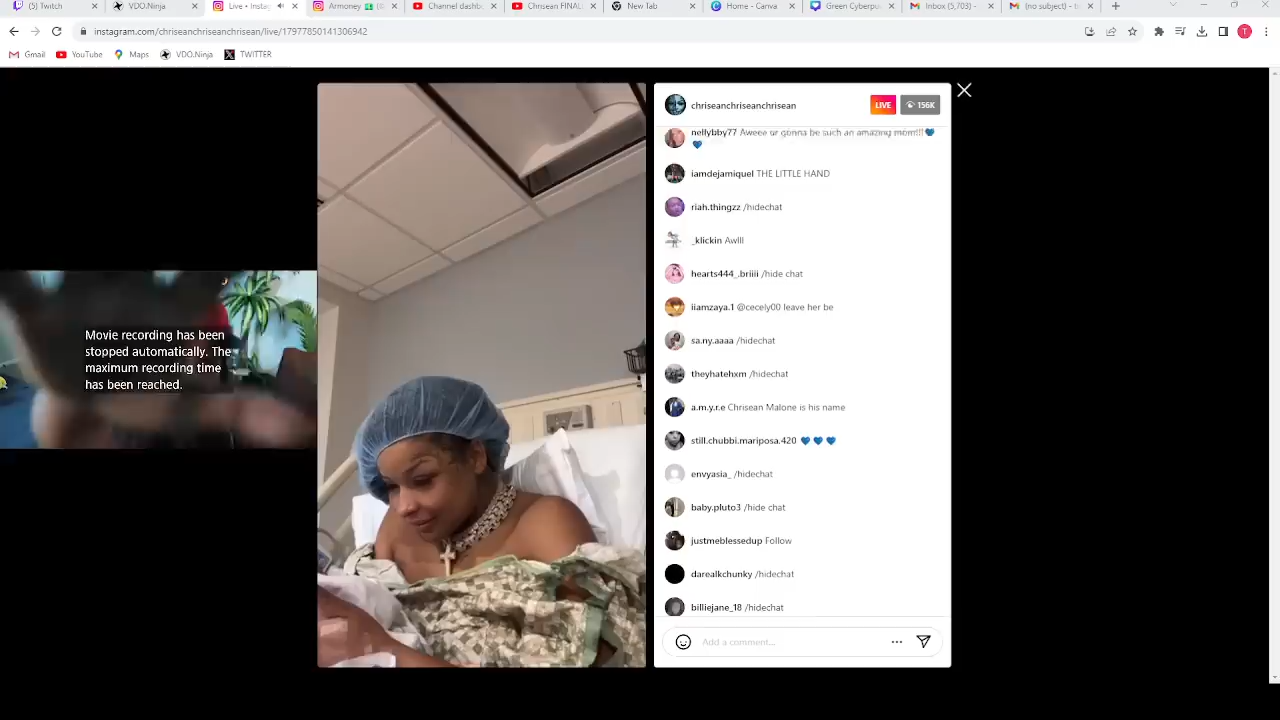 (5) Twitch
VDO.Ninja
Live • Instag
Armoney
Channel dashb
Chrisean FINAL
New Tab
Home - Canva
Green Cyberpu
Inbox (5,703) -
(no subject) - t
instagram.com/chriseanchriseanchrisean/live/17977850141306942
T
Gmail
YouTube
Maps
VDO.Ninja
TWITTER
chriseanchriseanchrisean
LIVE
156K
nellybby77 Aweee ur gonna be such an amazing mom!!!💙
💙
iamdejamiquel THE LITTLE HAND
riah.thingzz /hidechat
_klickin Awlll
hearts444_.briiii /hide chat
iiamzaya.1 @cecely00 leave her be
sa.ny.aaaa /hidechat
theyhatehxm /hidechat
a.m.y.r.e Chrisean Malone is his name
still.chubbi.mariposa.420 💙 💙 💙
envyasia_ /hidechat
baby.pluto3 /hide chat
justmeblessedup Follow
darealkchunky /hidechat
billiejane_18 /hidechat
Add a comment...
Movie recording has been
stopped automatically. The
maximum recording time
has been reached.